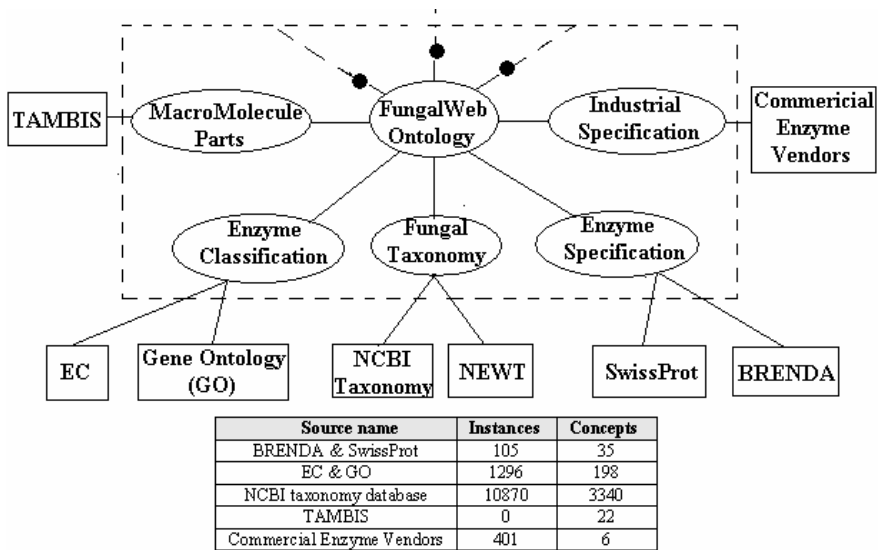 TAMBIS
MacroMolecule
Parts
FungalWeb
Ontology
Industrial
Specification
Commericial
Enzyme
Vendors
Enzyme
Classification
Fungal
Taxonomy
Enzyme
Specification
EC
Gene Ontology
(GO)
NCBI
Taxonomy
NEWT
SwissProt
BRENDA
Source name Instances Concepts
BRENDA & SwissProt 105 35
EC & GO 1296 198
NCBI taxonomy database 10870 3340
TAMBIS 0 22
Commercial Enzyme Vendors 401 6